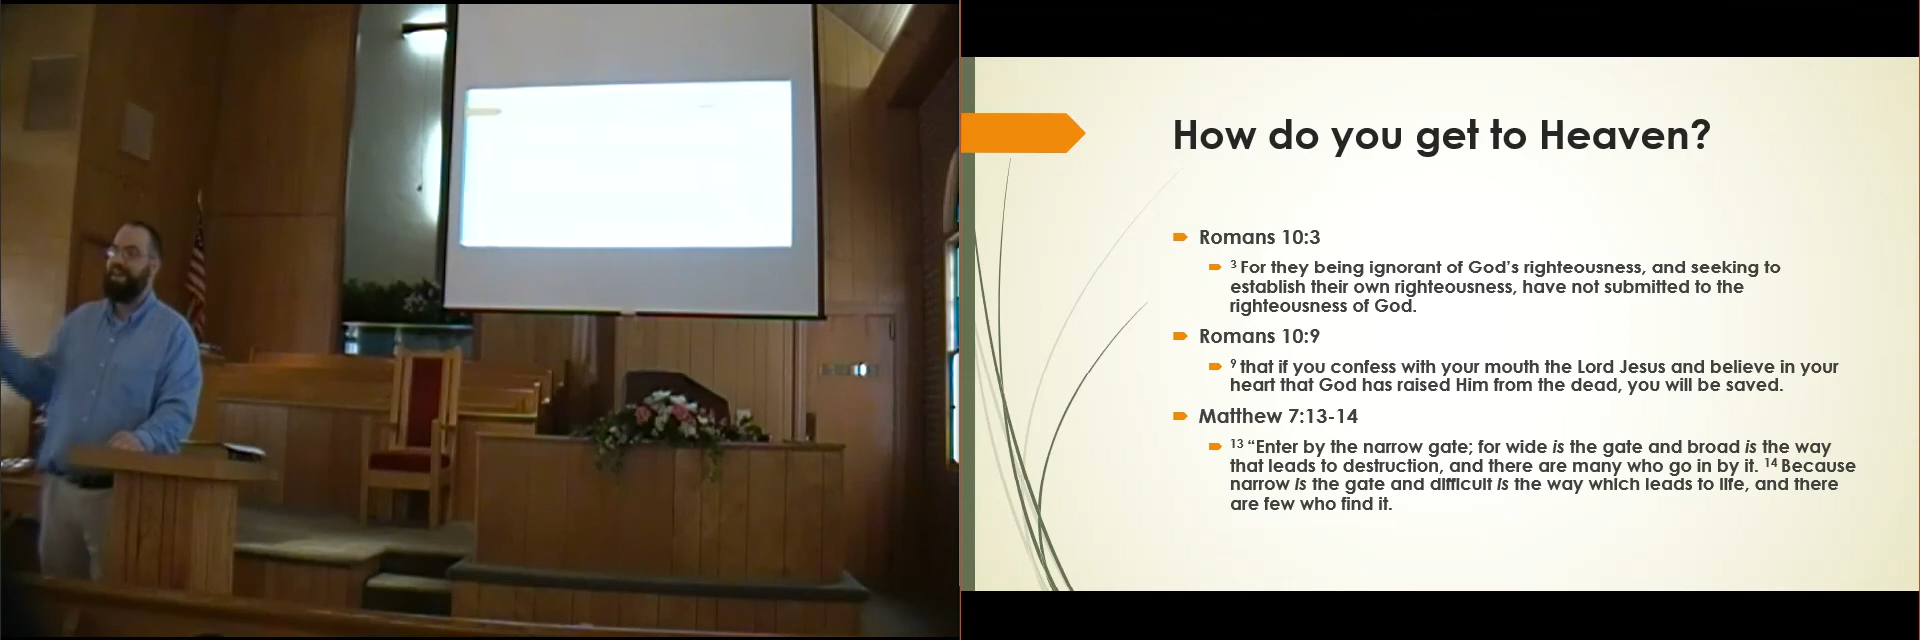 How do you get to Heaven?
Romans 10:3
3 For they being ignorant of God's righteousness, and seeking to
establish their own righteousness, have not submitted to the
righteousness of God.
Romans 10:9
9 that if you confess with your mouth the Lord Jesus and believe in your
heart that God has raised Him from the dead, you will be saved.
Matthew 7:13-14
13 “Enter by the narrow gate; for wide is the gate and broad is the way
that leads to destruction, and there are many who go in by it. 14 Because
narrow is the gate and difficult is the way which leads to life, and there
are few who find it.